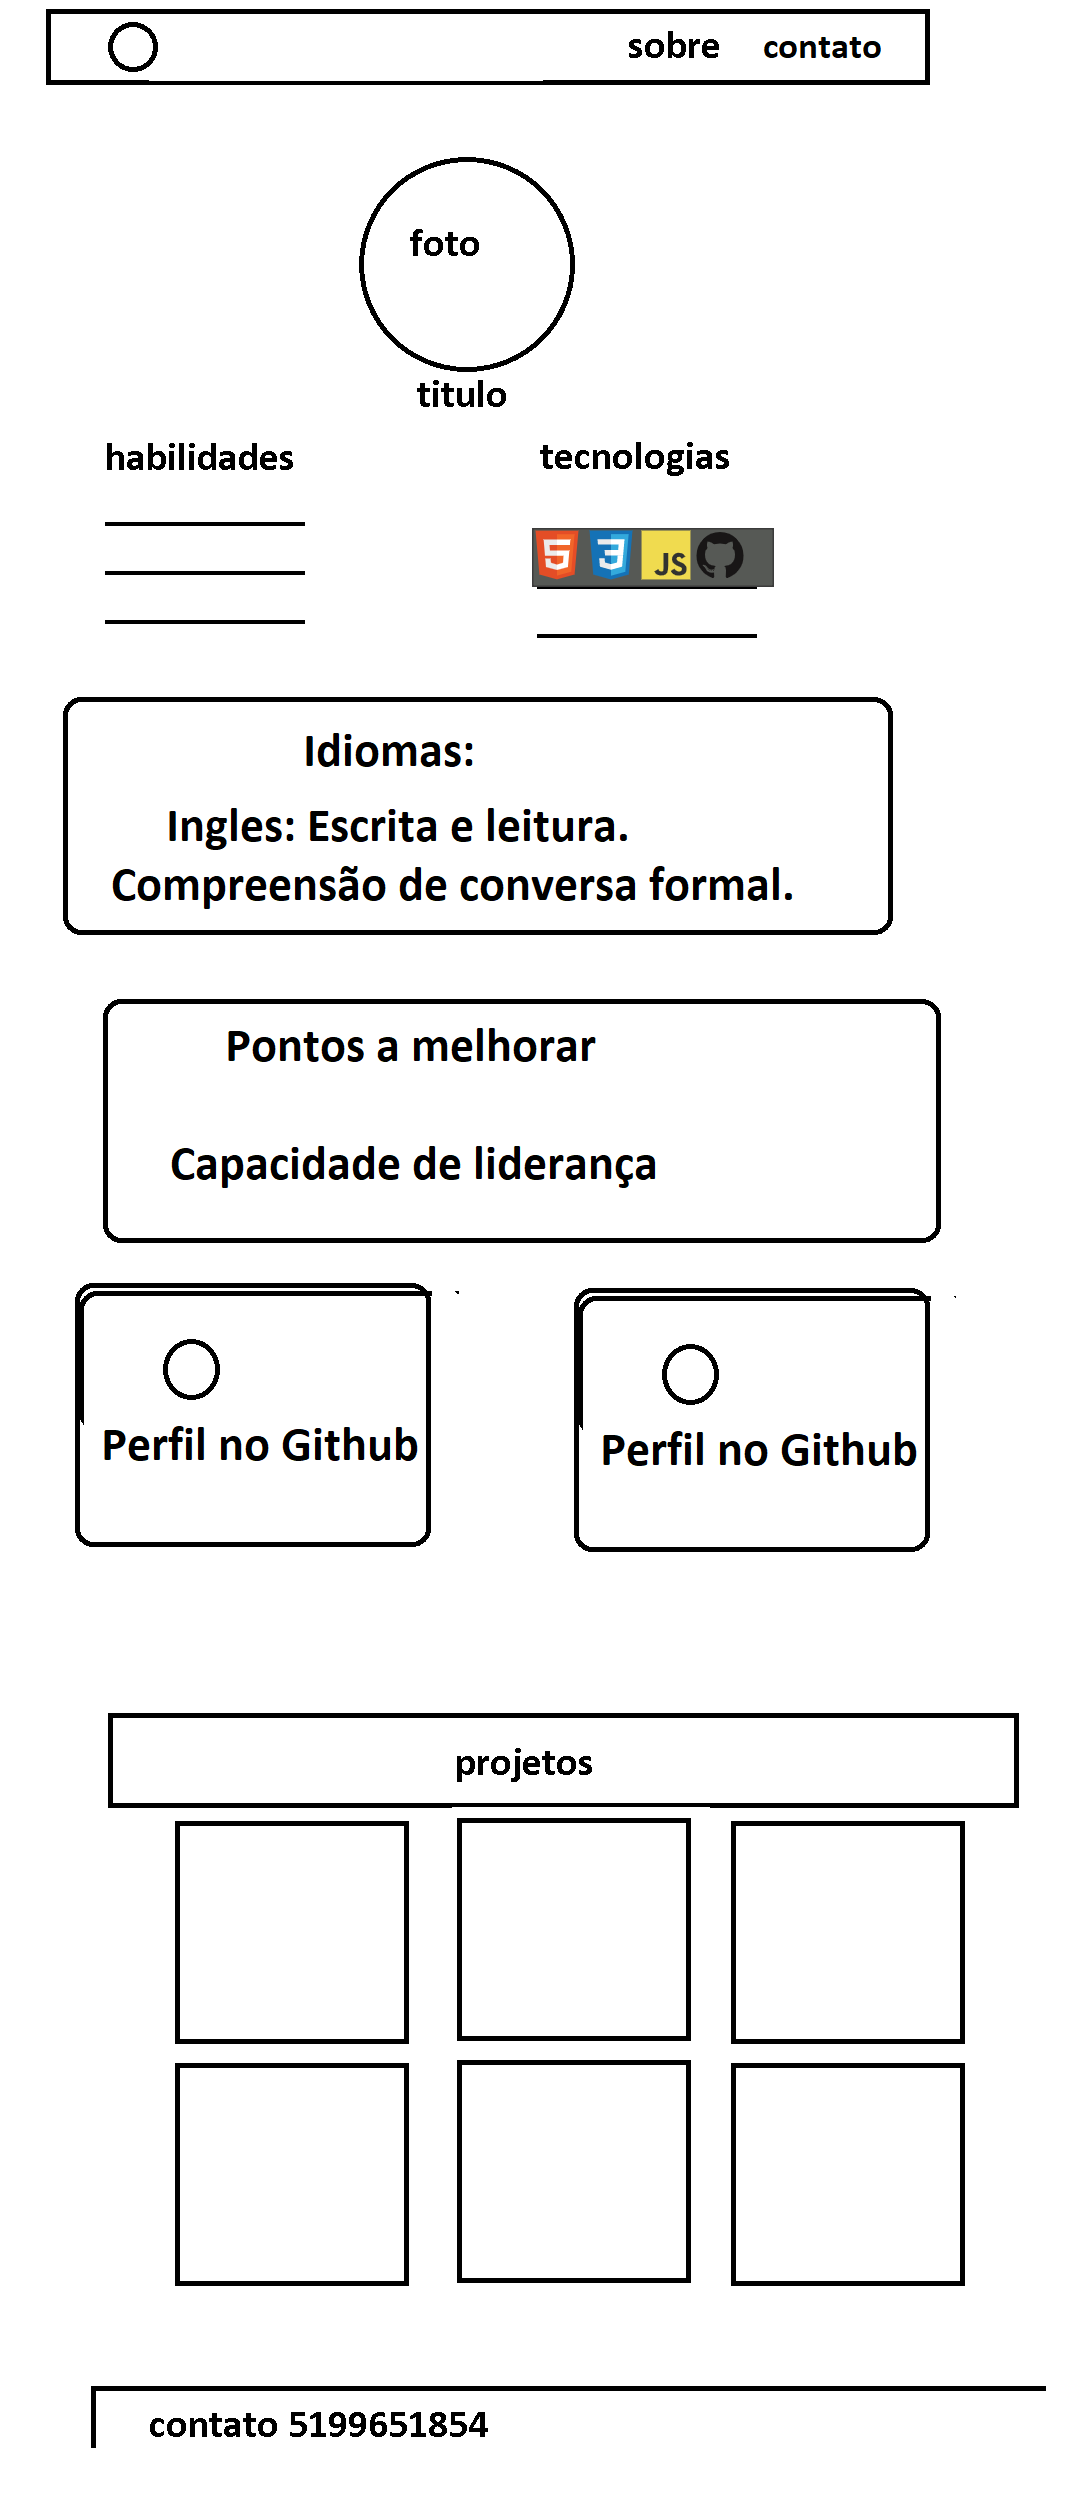 sobre contato
foto
titulo
habilidades tecnologias
5 3 JS
Idiomas:
Ingles: Escrita e leitura.
Compreensão de conversa formal.
Pontos a melhorar
Capacidade de liderança
Perfil no Github Perfil no Github
projetos
contato 5199651854